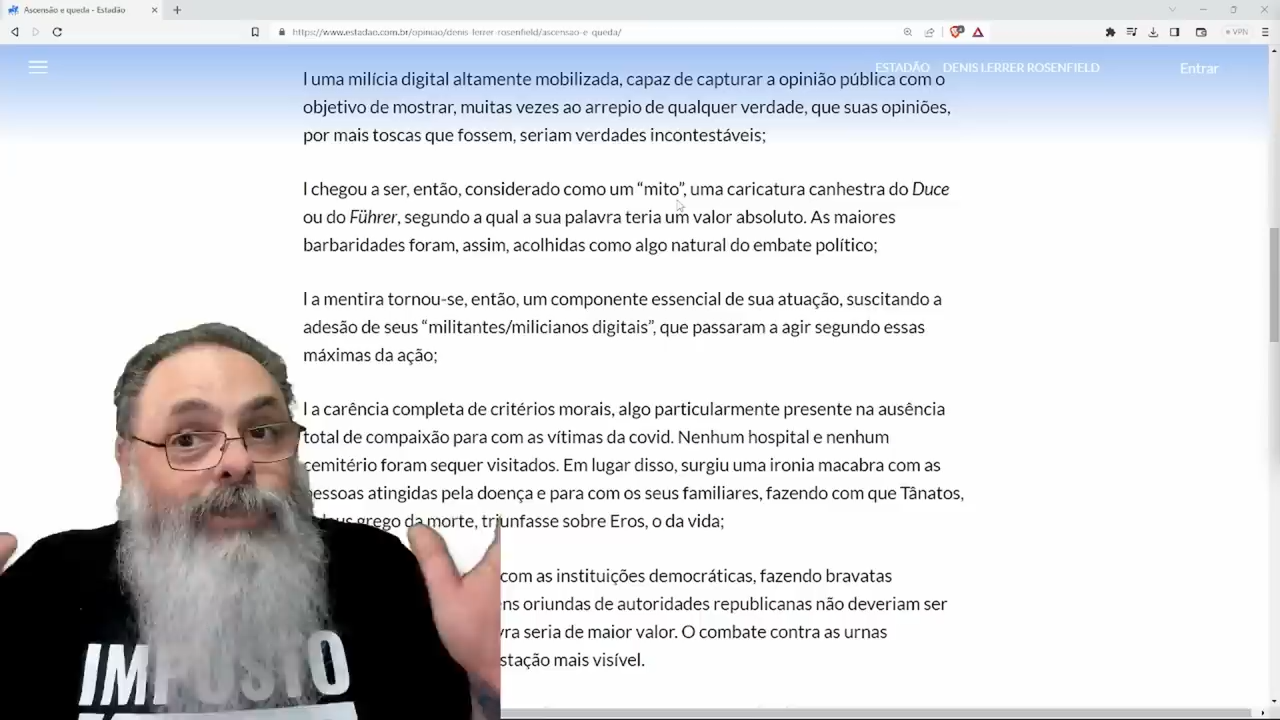 Ascensão e queda - Estadão
https://www.estadao.com.br/opiniao/denis-lerrer-rosenfield/ascensao-e-queda/
VPN
ESTADÃO DENIS LERRER ROSENFIELD
Entrar
l uma milícia digital altamente mobilizada, capaz de capturar a opinião pública com o
objetivo de mostrar, muitas vezes ao arrepio de qualquer verdade, que suas opiniões,
por mais toscas que fossem, seriam verdades incontestáveis;
l chegou a ser, então, considerado como um “mito”, uma caricatura canhestra do Duce
ou do Führer, segundo a qual a sua palavra teria um valor absoluto. As maiores
barbaridades foram, assim, acolhidas como algo natural do embate político;
l a mentira tornou-se, então, um componente essencial de sua atuação, suscitando a
adesão de seus “militantes/milicianos digitais”, que passaram a agir segundo essas
máximas da ação;
l a carência completa de critérios morais, algo particularmente presente na ausência
total de compaixão para com as vítimas da covid. Nenhum hospital e nenhum
cemitério foram sequer visitados. Em lugar disso, surgiu uma ironia macabra com as
pessoas atingidas pela doença e para com os seus familiares, fazendo com que Tânatos,
grego da morte, triunfasse sobre Eros, o da vida;
com as instituições democráticas, fazendo bravatas
oriundas de autoridades republicanas não deveriam ser
seria de maior valor. O combate contra as urnas
mais visível.
IMPOSTO